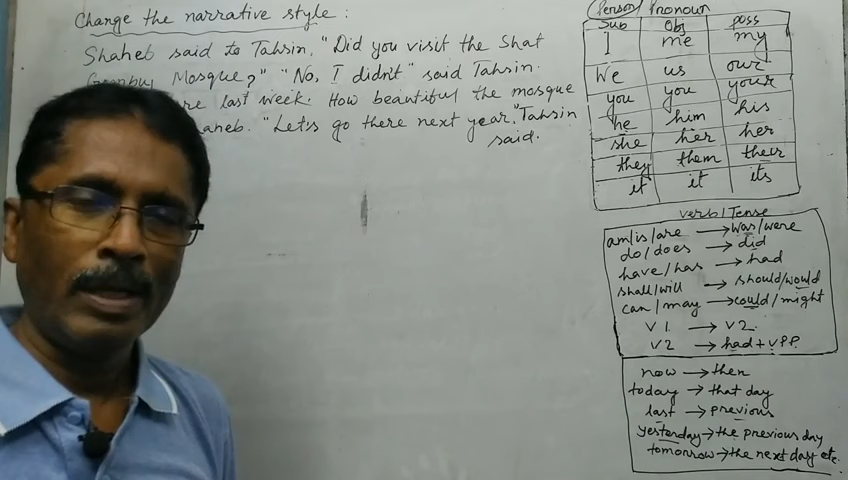 Change the narrative style :
Shaheb said to Tahsin, "Did you visit the Shat
Gombuj Mosque?" "No, I didn't" said Tahsin.
re last week. How beautiful the mosque
haheb. "Let's go there next year," Tahsin
said.
(Person) Pronoun
Sub Obj poss
I me my
We us our
you you your
he him his
she her her
they them their
it it its
verb/Tense
am/is/are → was/were
do/does → did
have/has → had
shall/will → should/would
can/may → could/might
V1 → V2
V2 → had + VPP
now → then
today → that day
last → previous
yesterday → the previous day
tomorrow → the next day etc.